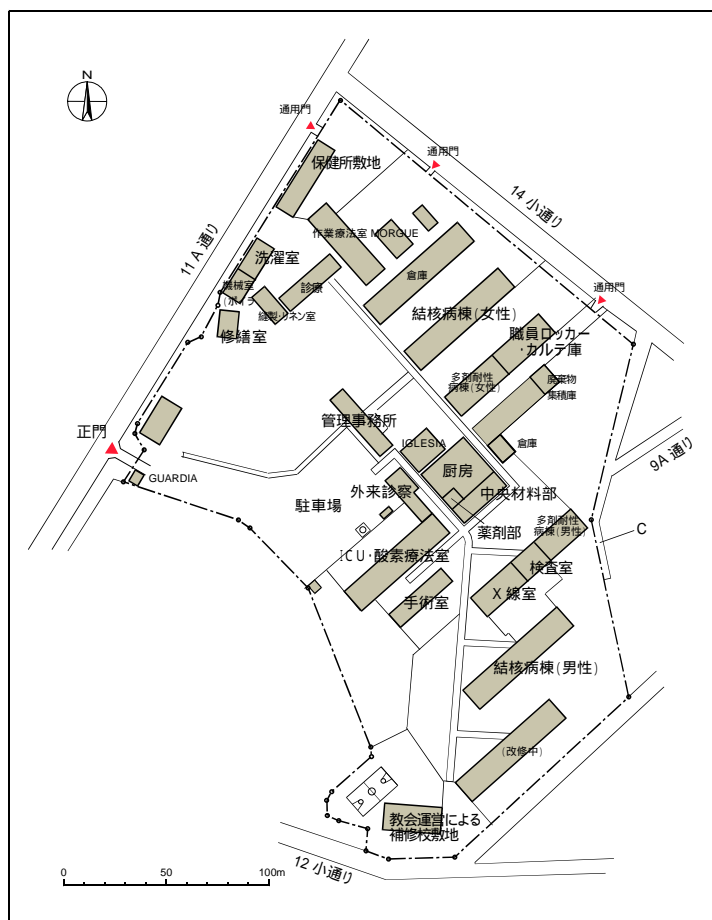 N
通用門
通用門
保健所敷地
14 小通り
作業療法室 MORGUE
11 A 通り
洗濯室
倉庫
通用門
機械室
(ボイラ
診療
縫製・リネン室
結核病棟(女性)
修繕室
職員ロッカー
・カルテ庫
多剤耐性
病棟(女性)
廃棄物
集積庫
管理事務所
正門
IGLESIA
倉庫
厨房
9A 通り
GUARDIA
外来診察
中央材料部
駐車場
薬剤部
多剤耐性
病棟(男性)
C
ICU・酸素療法室
検査室
X 線室
手術室
結核病棟(男性)
(改修中)
教会運営による
補修校敷地
12 小通り
0 50 100m